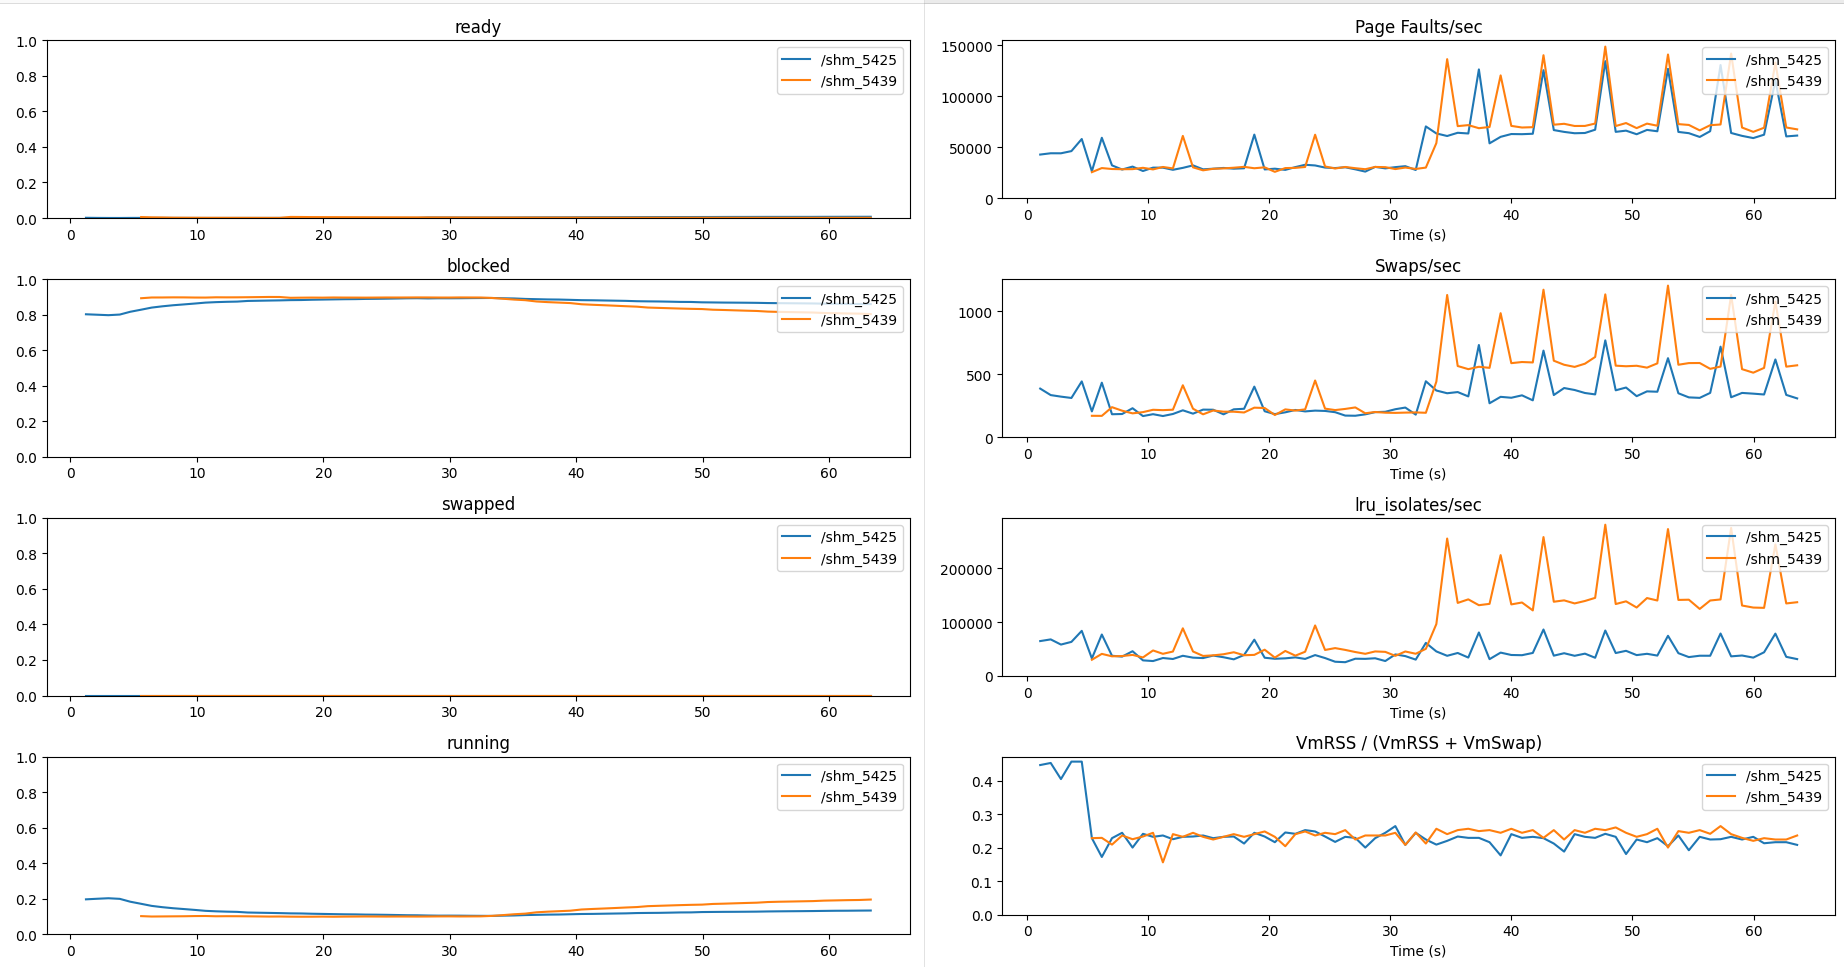 ready
1.0
0.8
0.6
0.4
0.2
0.0
/shm_5425
/shm_5439
0 10 20 30 40 50 60
blocked
1.0
0.8
0.6
0.4
0.2
0.0
/shm_5425
/shm_5439
0 10 20 30 40 50 60
swapped
1.0
0.8
0.6
0.4
0.2
0.0
/shm_5425
/shm_5439
0 10 20 30 40 50 60
running
1.0
0.8
0.6
0.4
0.2
0.0
/shm_5425
/shm_5439
0 10 20 30 40 50 60
Page Faults/sec
150000
100000
50000
0
/shm_5425
/shm_5439
0 10 20 30 40 50 60
Time (s)
Swaps/sec
1000
500
0
/shm_5425
/shm_5439
0 10 20 30 40 50 60
Time (s)
lru_isolates/sec
200000
100000
0
/shm_5425
/shm_5439
0 10 20 30 40 50 60
Time (s)
VmRSS / (VmRSS + VmSwap)
0.4
0.3
0.2
0.1
0.0
/shm_5425
/shm_5439
0 10 20 30 40 50 60
Time (s)